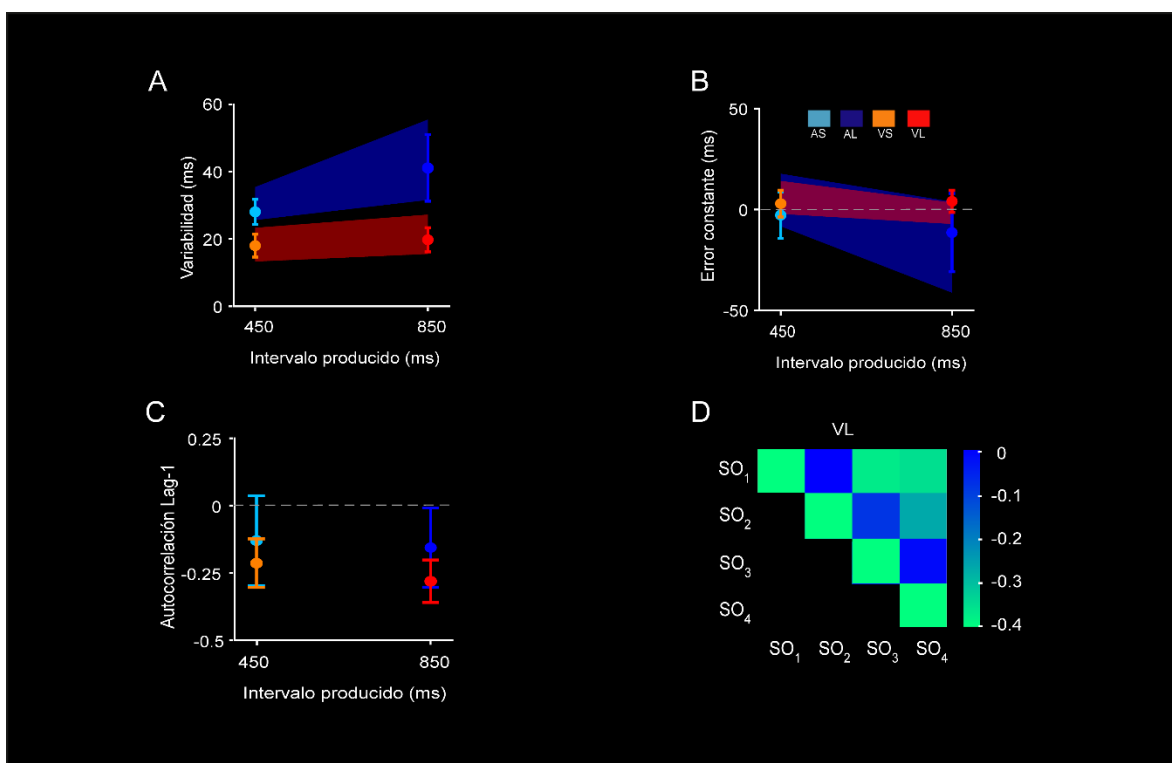 A
Variabilidad (ms)
60
40
20
0
450
850
Intervalo producido (ms)
B
Error constante (ms)
50
0
-50
AS AL VS VL
450
850
Intervalo producido (ms)
C
Autocorrelación Lag-1
0.25
0
-0.25
-0.5
450
850
Intervalo producido (ms)
D
VL
SO₁
SO₂
SO₃
SO₄
SO₁ SO₂ SO₃ SO₄
0
-0.1
-0.2
-0.3
-0.4